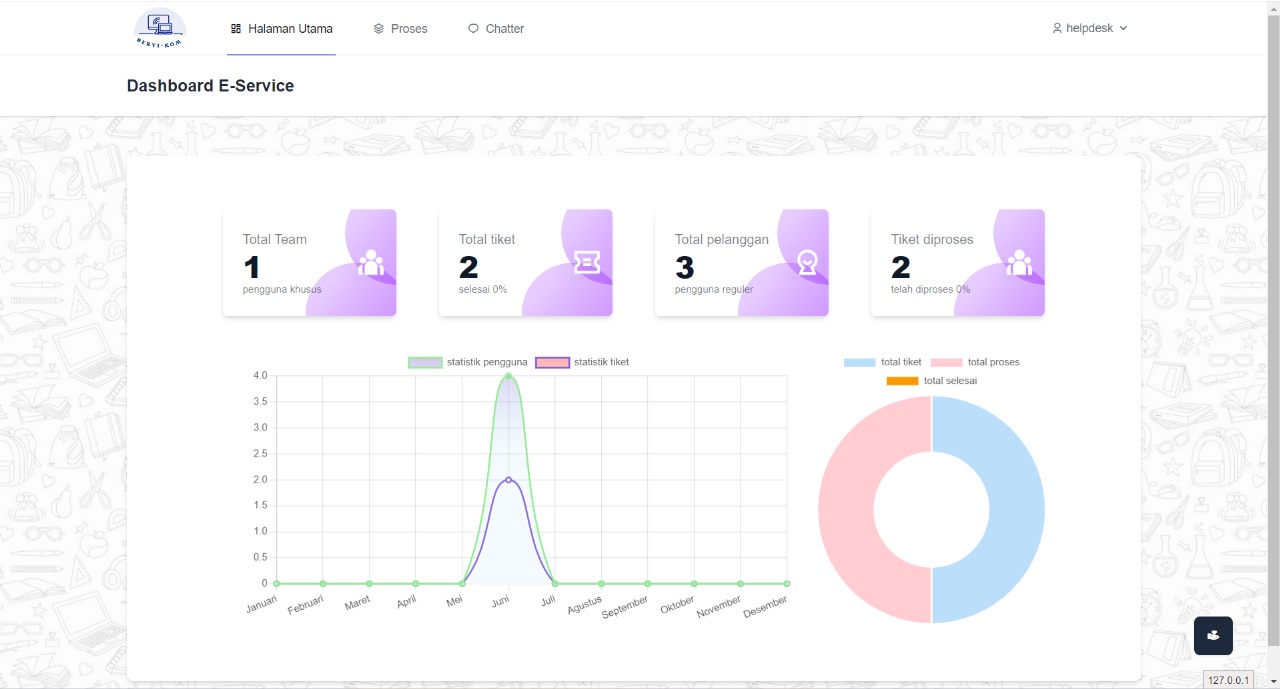 BERVI-KOM
Halaman Utama
Proses
Chatter
helpdesk
Dashboard E-Service
Total Team
1
pengguna khusus
Total tiket
2
selesai 0%
Total pelanggan
3
pengguna reguler
Tiket diproses
2
telah diproses 0%
statistik pengguna
statistik tiket
4.0
3.5
3.0
2.5
2.0
1.5
1.0
0.5
0
Januari
Februari
Maret
April
Mei
Juni
Juli
Agustus
September
Oktober
November
Desember
total tiket
total proses
total selesai
127.0.0.1